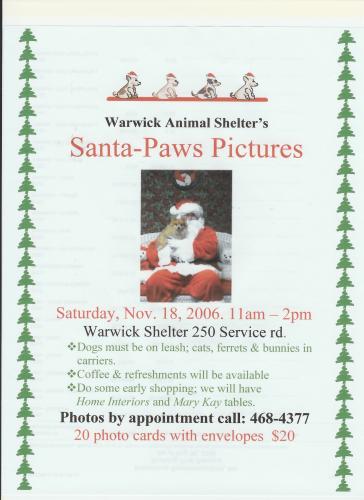 Warwick Animal Shelter's
Santa-Paws Pictures
Saturday, Nov. 18, 2006. 11am – 2pm
Warwick Shelter 250 Service rd.
❖Dogs must be on leash; cats, ferrets & bunnies in
carriers.
❖Coffee & refreshments will be available
❖Do some early shopping; we will have
Home Interiors and Mary Kay tables.
Photos by appointment call: 468-4377
20 photo cards with envelopes $20